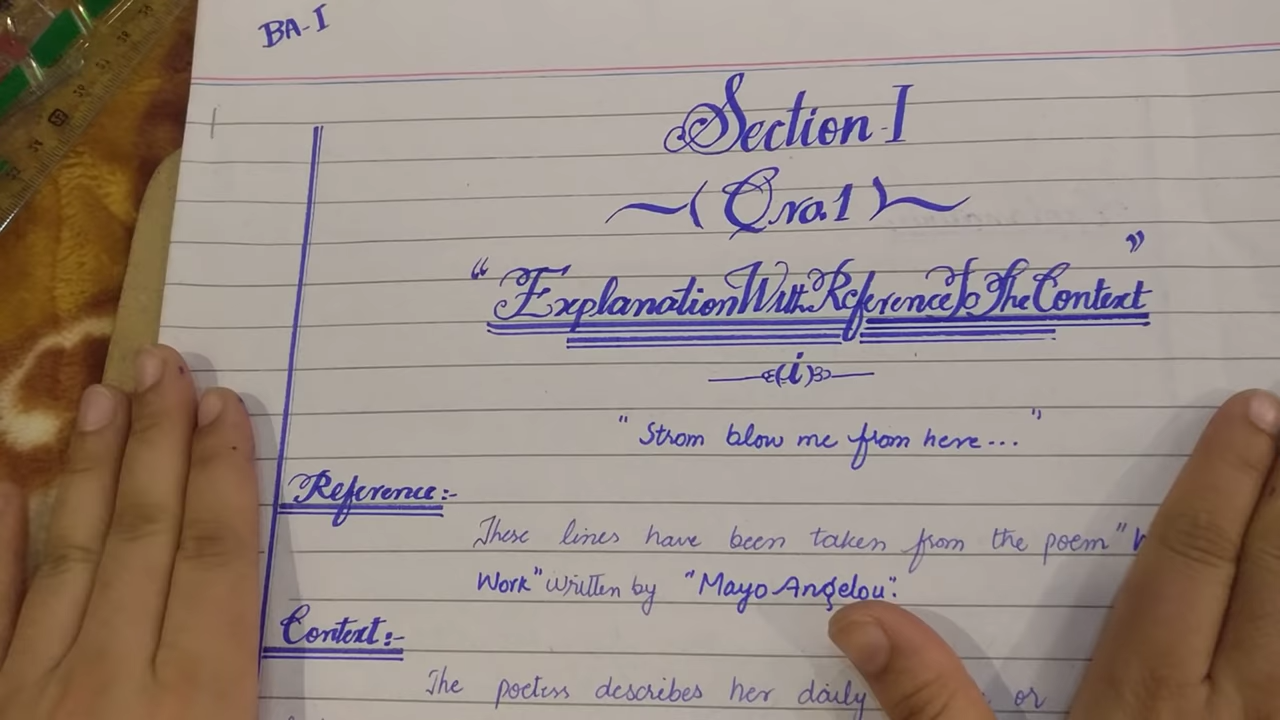 BA-I
Section-I
(Q.no.1)
"Explanation With Reference To The Context"
(i)
"Strom blow me from here..."
Reference:-
These lines have been taken from the poem "
Work" written by "Mayo Angelou".
Context:-
The poetess describes her daily or